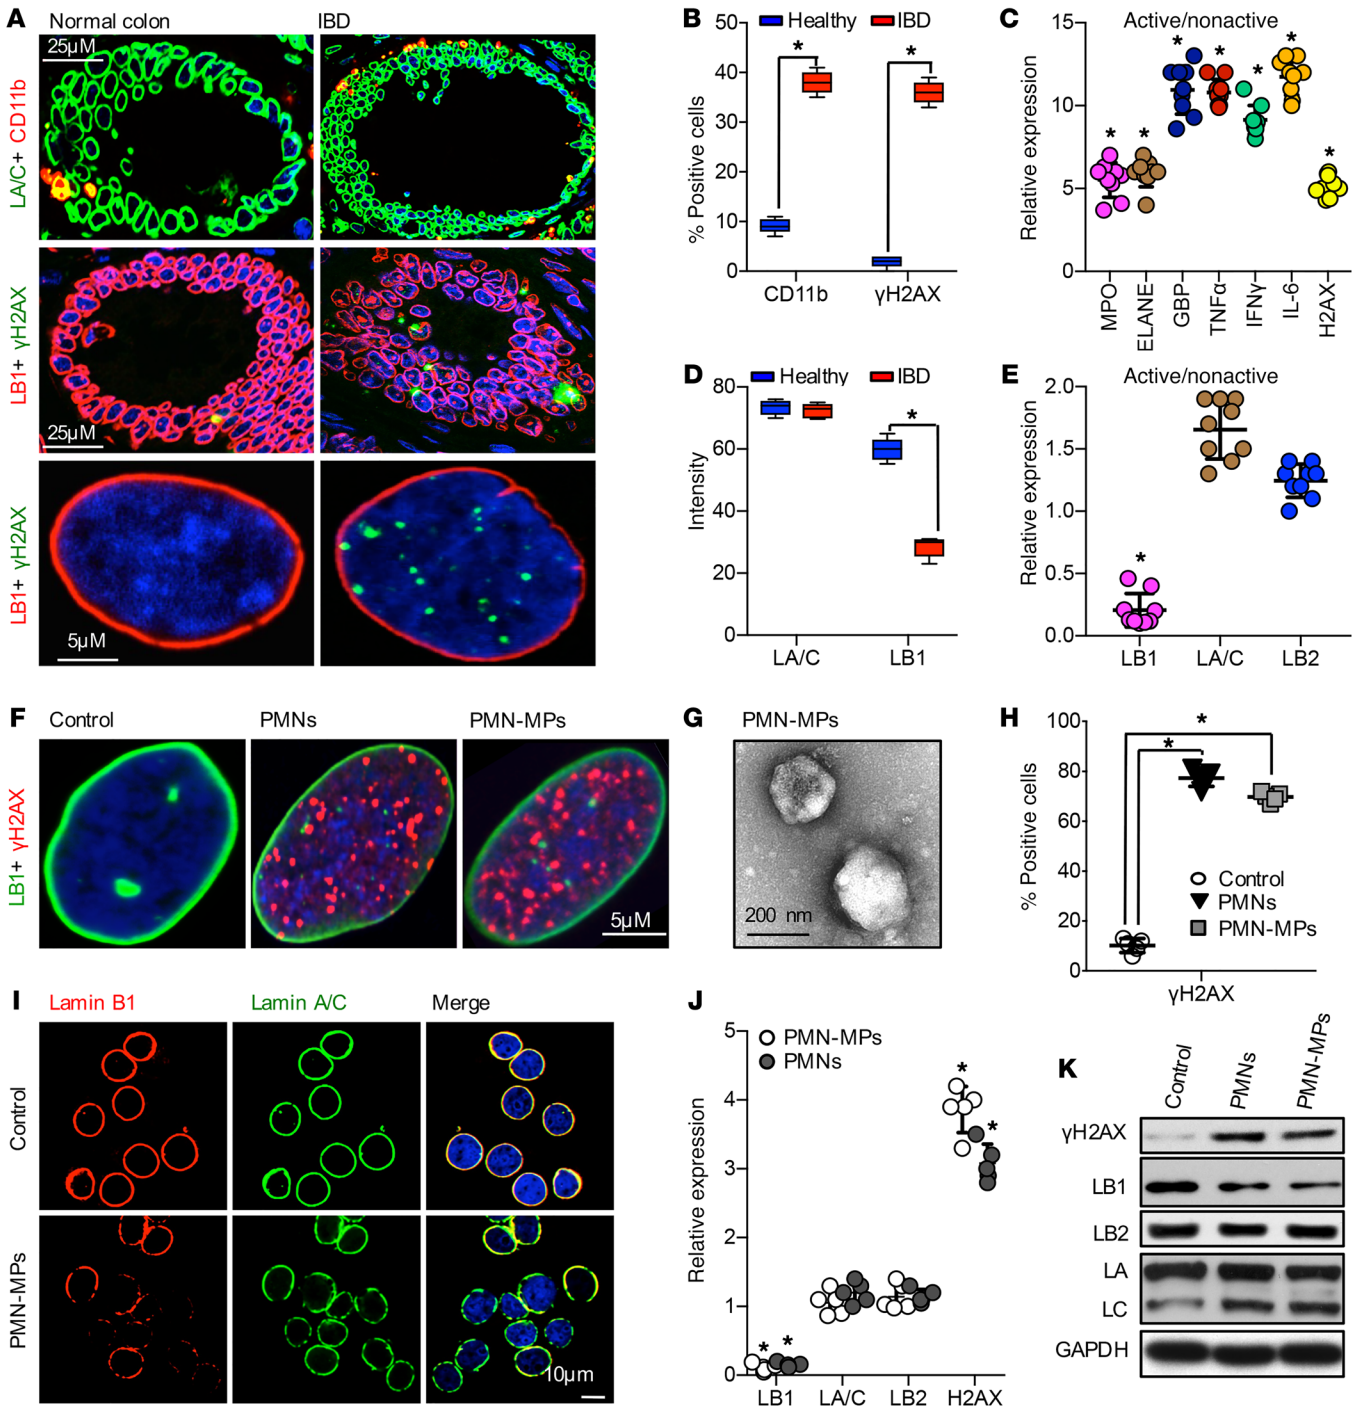 A
Normal colon
IBD
25µM
LA/C + CD11b
LB1 + γH2AX
25µM
LB1 + γH2AX
5µM
B
Healthy
IBD
% Positive cells
50
40
30
20
10
0
*
*
CD11b
γH2AX
C
Active/nonactive
Relative expression
15
10
5
0
* * * * * * *
MPO
ELANE
GBP
TNFα
IFNγ
IL-6
H2AX
D
Healthy
IBD
Intensity
80
60
40
20
0
*
LA/C
LB1
E
Active/nonactive
Relative expression
2.0
1.5
1.0
0.5
0.0
*
LB1
LA/C
LB2
F
Control
PMNs
PMN-MPs
LB1+ γH2AX
5µM
G
PMN-MPs
200 nm
H
% Positive cells
100
80
60
40
20
0
*
*
Control
PMNs
PMN-MPs
γH2AX
I
Lamin B1
Lamin A/C
Merge
Control
PMN-MPs
10µm
J
PMN-MPs
PMNs
Relative expression
5
4
3
2
1
0
* * * *
LB1
LA/C
LB2
H2AX
K
Control
PMNs
PMN-MPs
γH2AX
LB1
LB2
LA
LC
GAPDH